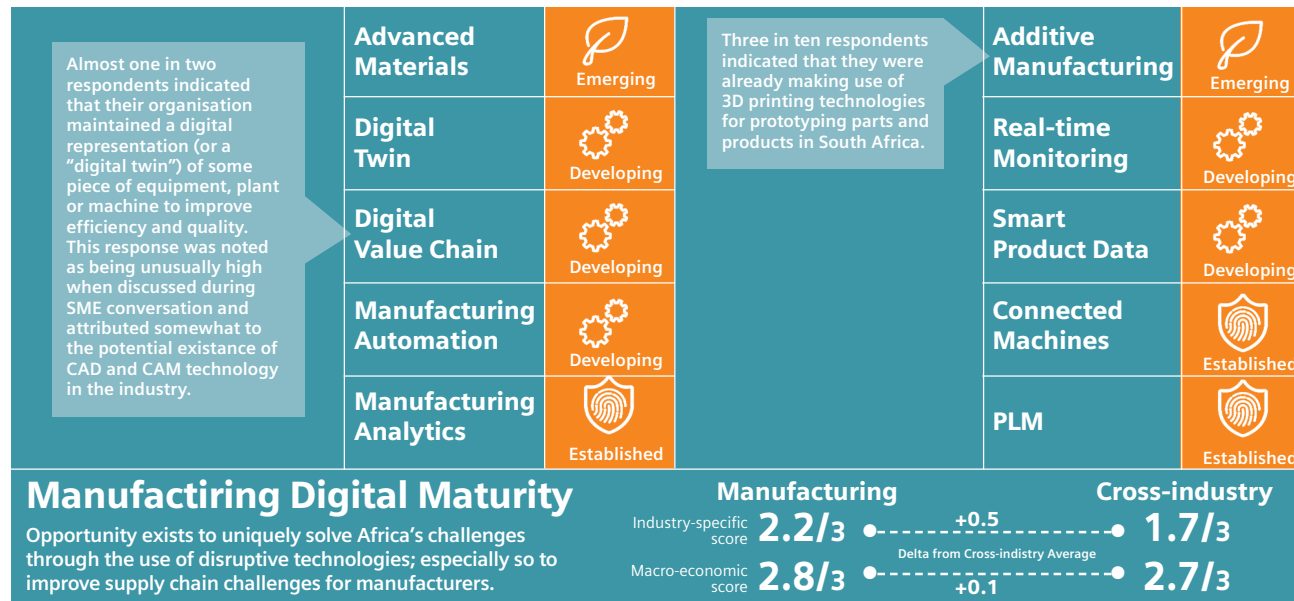 Almost one in two
respondents indicated
that their organisation
maintained a digital
representation (or a
“digital twin”) of some
piece of equipment, plant
or machine to improve
efficiency and quality.
This response was noted
as being unusually high
when discussed during
SME conversation and
attributed somewhat to
the potential existance of
CAD and CAM technology
in the industry.
Advanced
Materials
Emerging
Digital
Twin
Developing
Digital
Value Chain
Developing
Manufacturing
Automation
Developing
Manufacturing
Analytics
Established
Three in ten respondents
indicated that they were
already making use of
3D printing technologies
for prototyping parts and
products in South Africa.
Additive
Manufacturing
Emerging
Real-time
Monitoring
Developing
Smart
Product Data
Developing
Connected
Machines
Established
PLM
Established
Manufactiring Digital Maturity
Opportunity exists to uniquely solve Africa’s challenges
through the use of disruptive technologies; especially so to
improve supply chain challenges for manufacturers.
Manufacturing Cross-industry
Industry-specific
score 2.2/3 +0.5 1.7/3
Delta from Cross-indistry Average
Macro-economic
score 2.8/3 +0.1 2.7/3